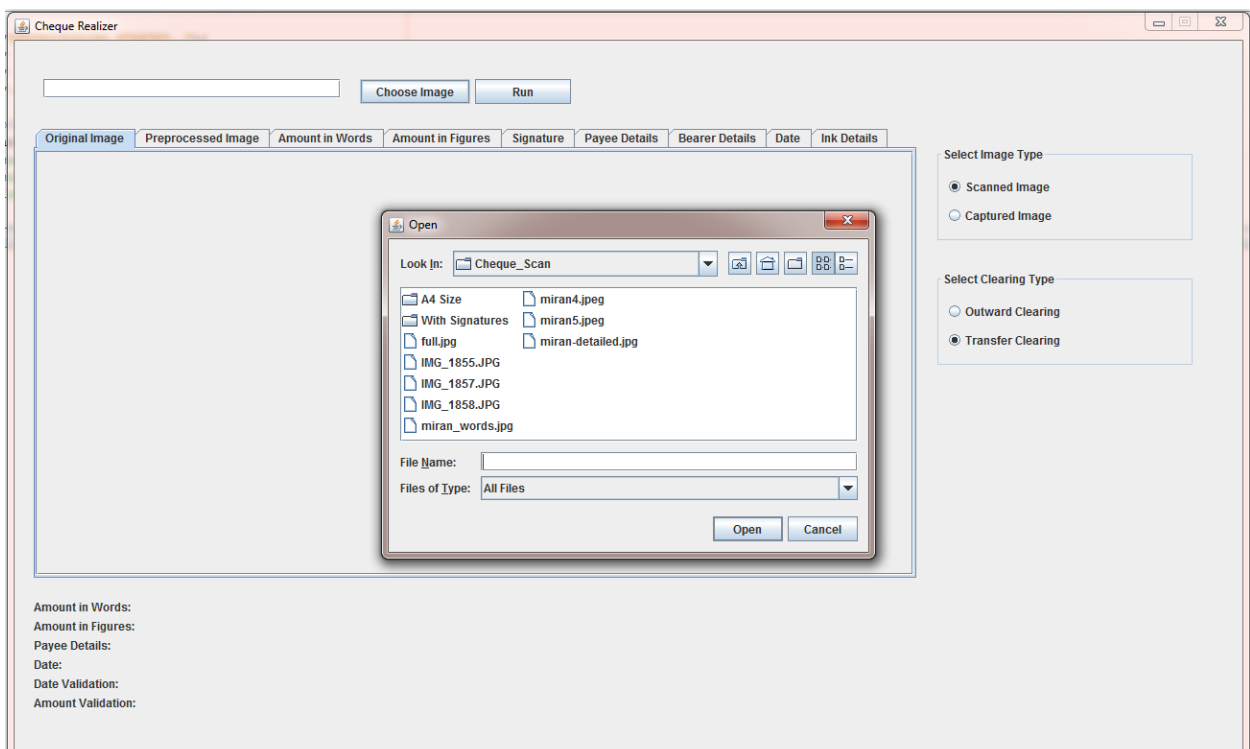 Cheque Realizer
Choose Image Run
Original Image Preprocessed Image Amount in Words Amount in Figures Signature Payee Details Bearer Details Date Ink Details
Select Image Type
Scanned Image
Captured Image
Select Clearing Type
Outward Clearing
Transfer Clearing
Open
Look In: Cheque_Scan
A4 Size miran4.jpeg
With Signatures miran5.jpeg
full.jpg miran-detailed.jpg
IMG_1855.JPG
IMG_1857.JPG
IMG_1858.JPG
miran_words.jpg
File Name:
Files of Type: All Files
Open Cancel
Amount in Words:
Amount in Figures:
Payee Details:
Date:
Date Validation:
Amount Validation: